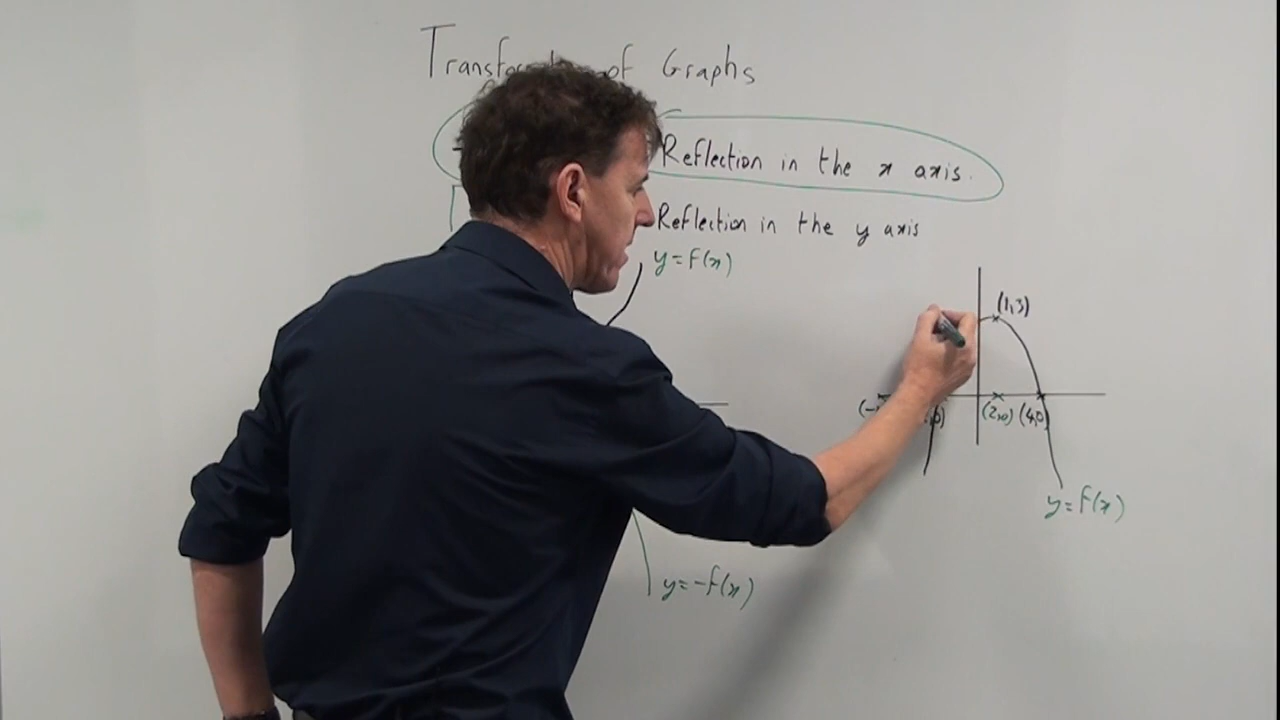 of Graphs
Reflection in the x axis.
Reflection in the y axis
y=f(x)
(1,3)
(2,0) (4,0)
y=f(x)
y=-f(x)